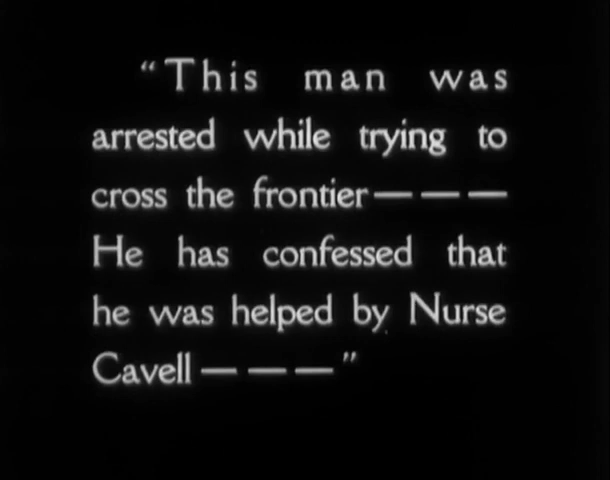 “This man was
arrested while trying to
cross the frontier———
He has confessed that
he was helped by Nurse
Cavell———”